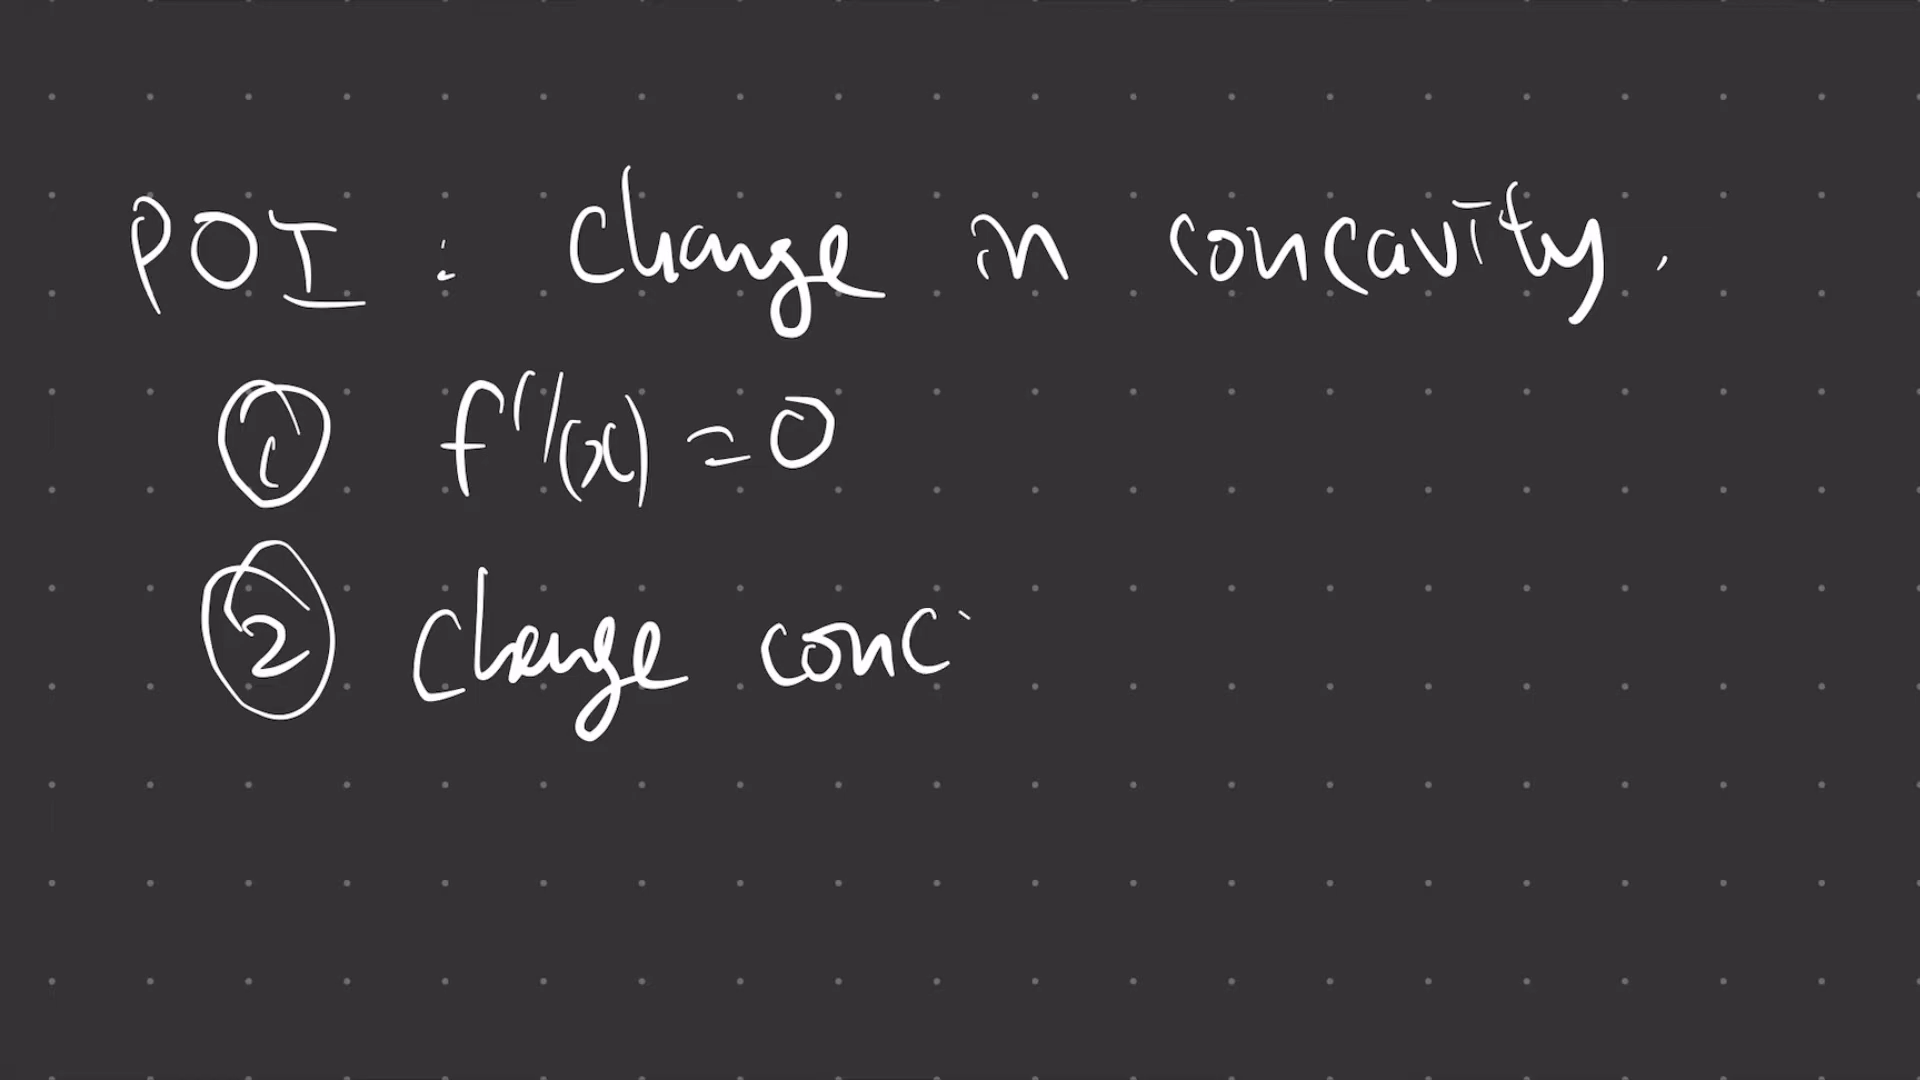 POI : change in concavity.
① f''(x) = 0
② change conc